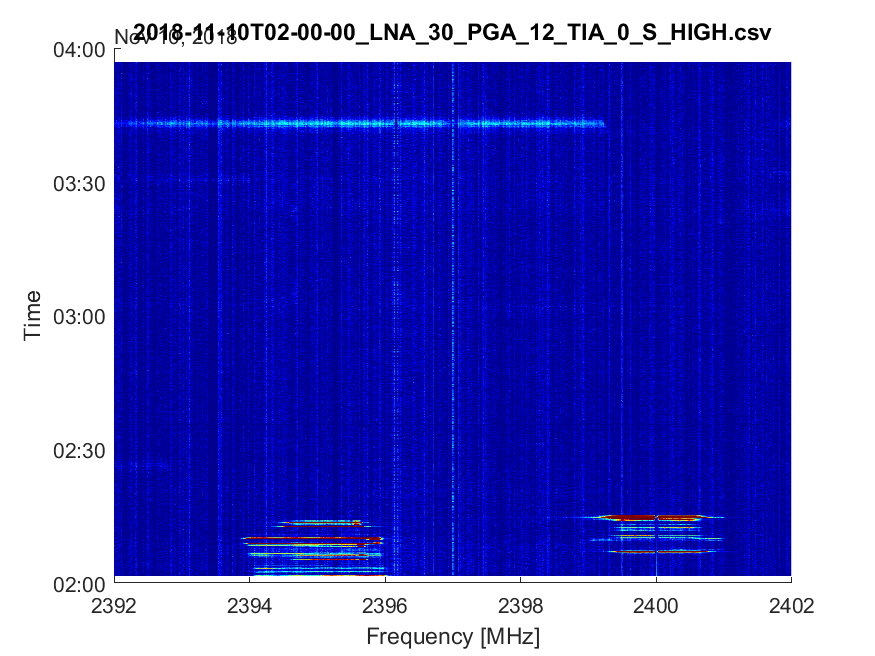 2018-11-10T02-00-00_LNA_30_PGA_12_TIA_0_S_HIGH.csv
Nov 10, 2018
04:00
03:30
03:00
02:30
02:00
Time
2392 2394 2396 2398 2400 2402
Frequency [MHz]